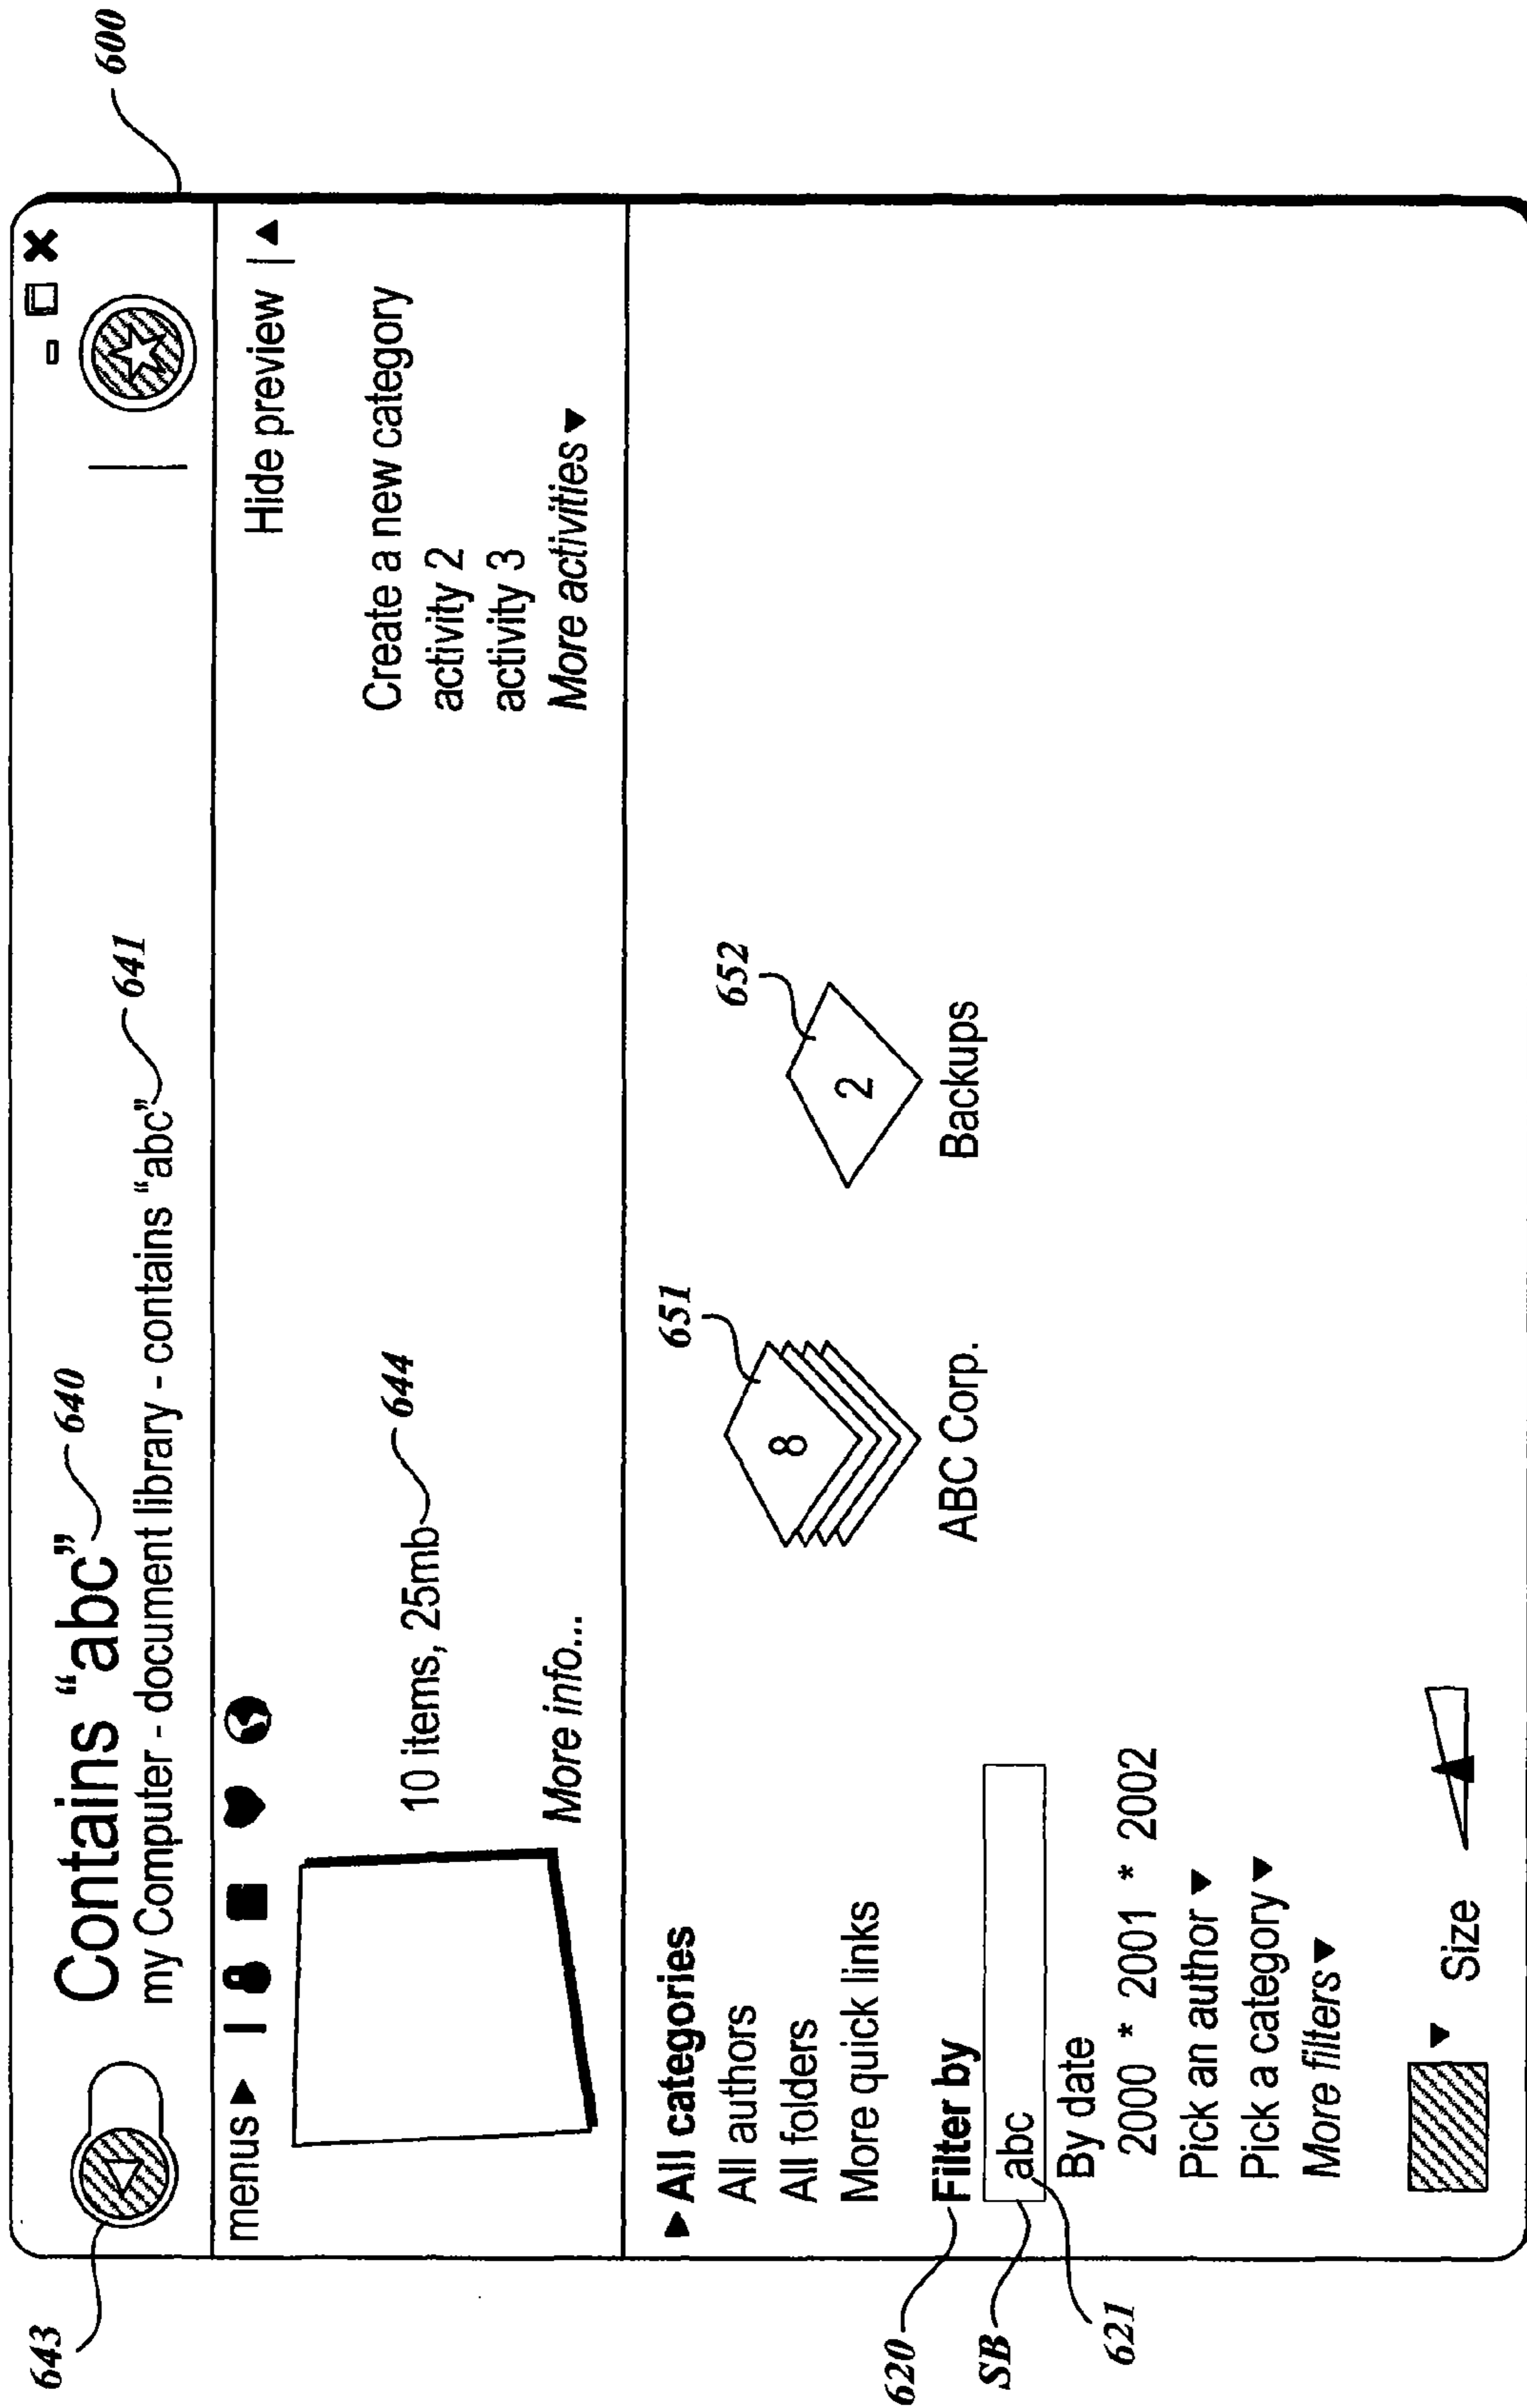 600
643
Contains “abc”
640
my Computer - document library - contains “abc”
641
menus
Hide preview
10 items, 25mb
644
More info...
Create a new category
activity 2
activity 3
More activities
All categories
All authors
All folders
More quick links
620
Filter by
SB
abc
621
By date
2000 * 2001 * 2002
Pick an author
Pick a category
More filters
Size
651
8
ABC Corp.
652
2
Backups